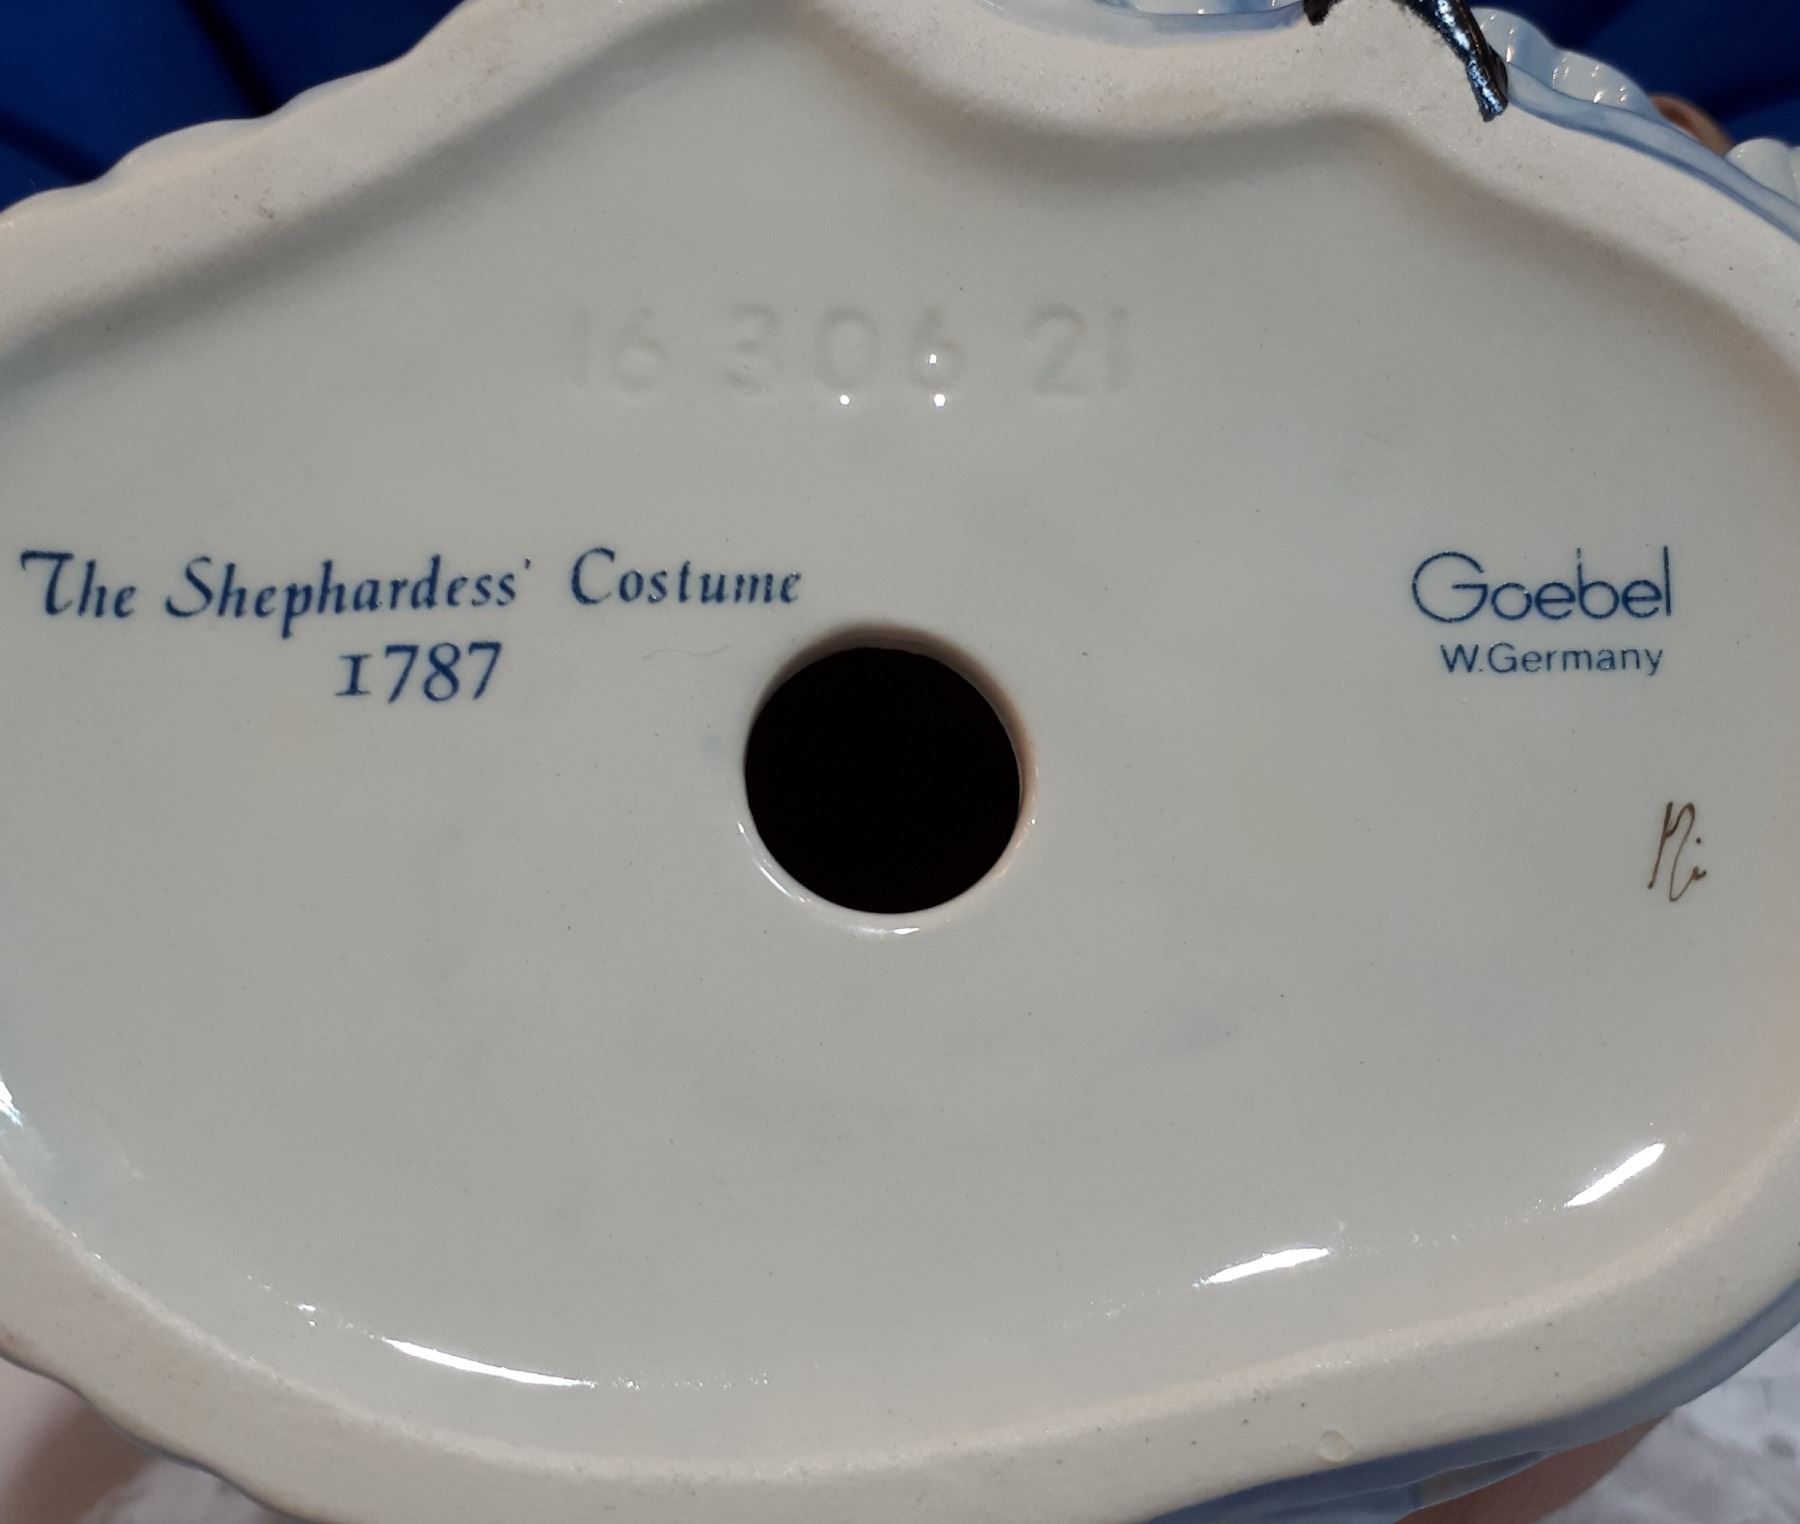 16 306 21
The Shephardess' Costume
1787
Goebel
W.Germany